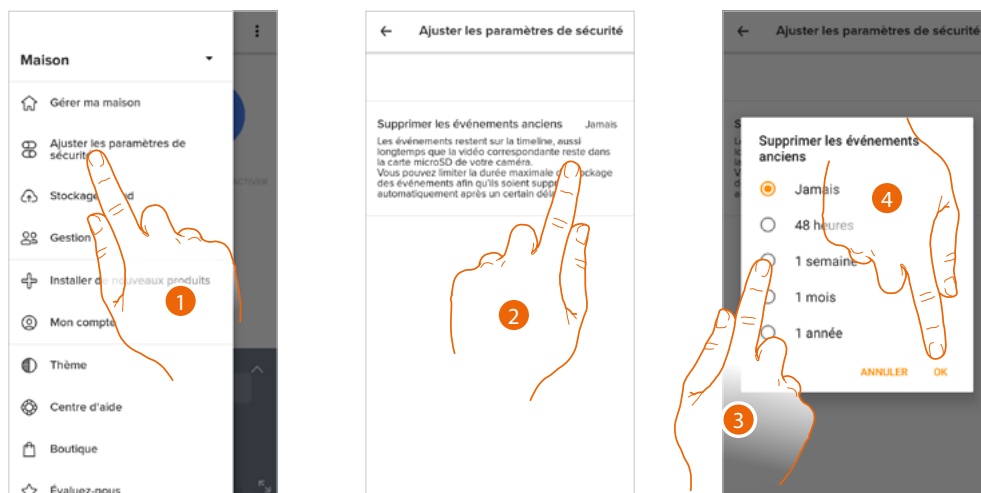 Maison
Gérer ma maison
Ajuster les paramètres de
sécurité
Stockage
Gestion
Installer de nouveaux produits
Mon compte
Thème
Centre d'aide
Boutique
Évaluez-nous
ACTIVER
1
Ajuster les paramètres de sécurité
Supprimer les événements anciens Jamais
Les événements restent sur la timeline, aussi
longtemps que la vidéo correspondante reste dans
la carte microSD de votre caméra.
Vous pouvez limiter la durée maximale stockage
des événements afin qu'ils soient
automatiquement après un certain
2
Ajuster les paramètres de sécurité
Supprimer les événements
anciens
Jamais
48 heures
1 semaine
1 mois
1 année
ANNULER OK
3
4